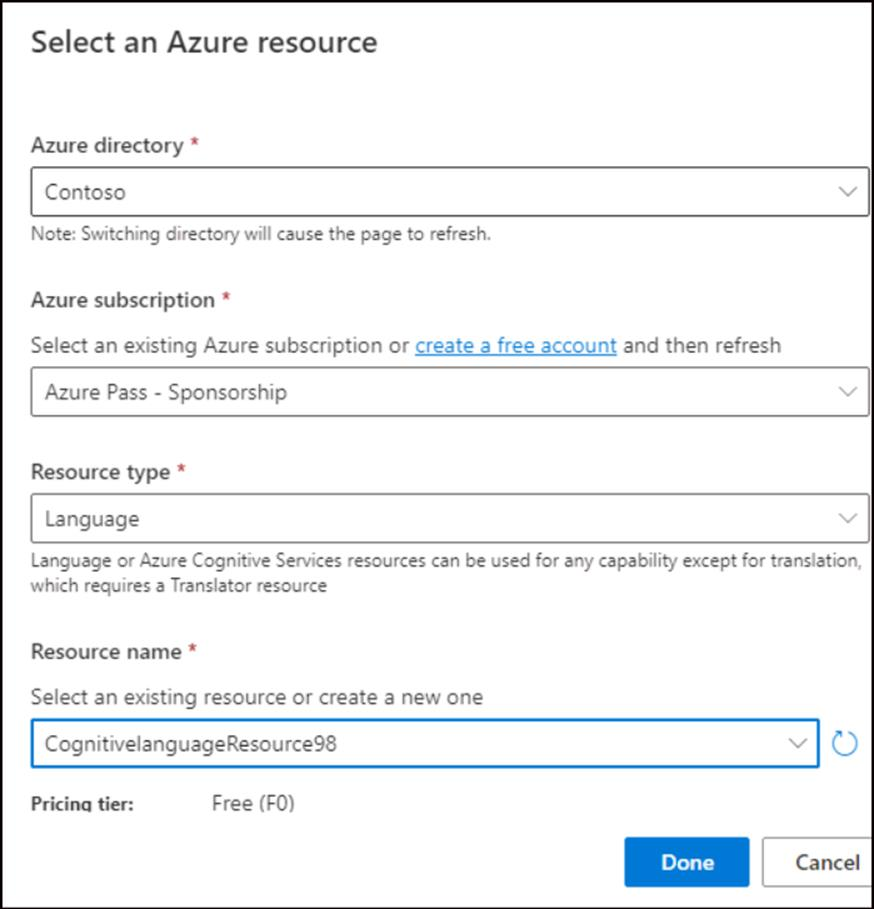 Select an Azure resource
Azure directory *
Contoso
Note: Switching directory will cause the page to refresh.
Azure subscription *
Select an existing Azure subscription or create a free account and then refresh
Azure Pass - Sponsorship
Resource type *
Language
Language or Azure Cognitive Services resources can be used for any capability except for translation,
which requires a Translator resource
Resource name *
Select an existing resource or create a new one
CognitivelanguageResource98
Pricing tier: Free (F0)
Done Cancel